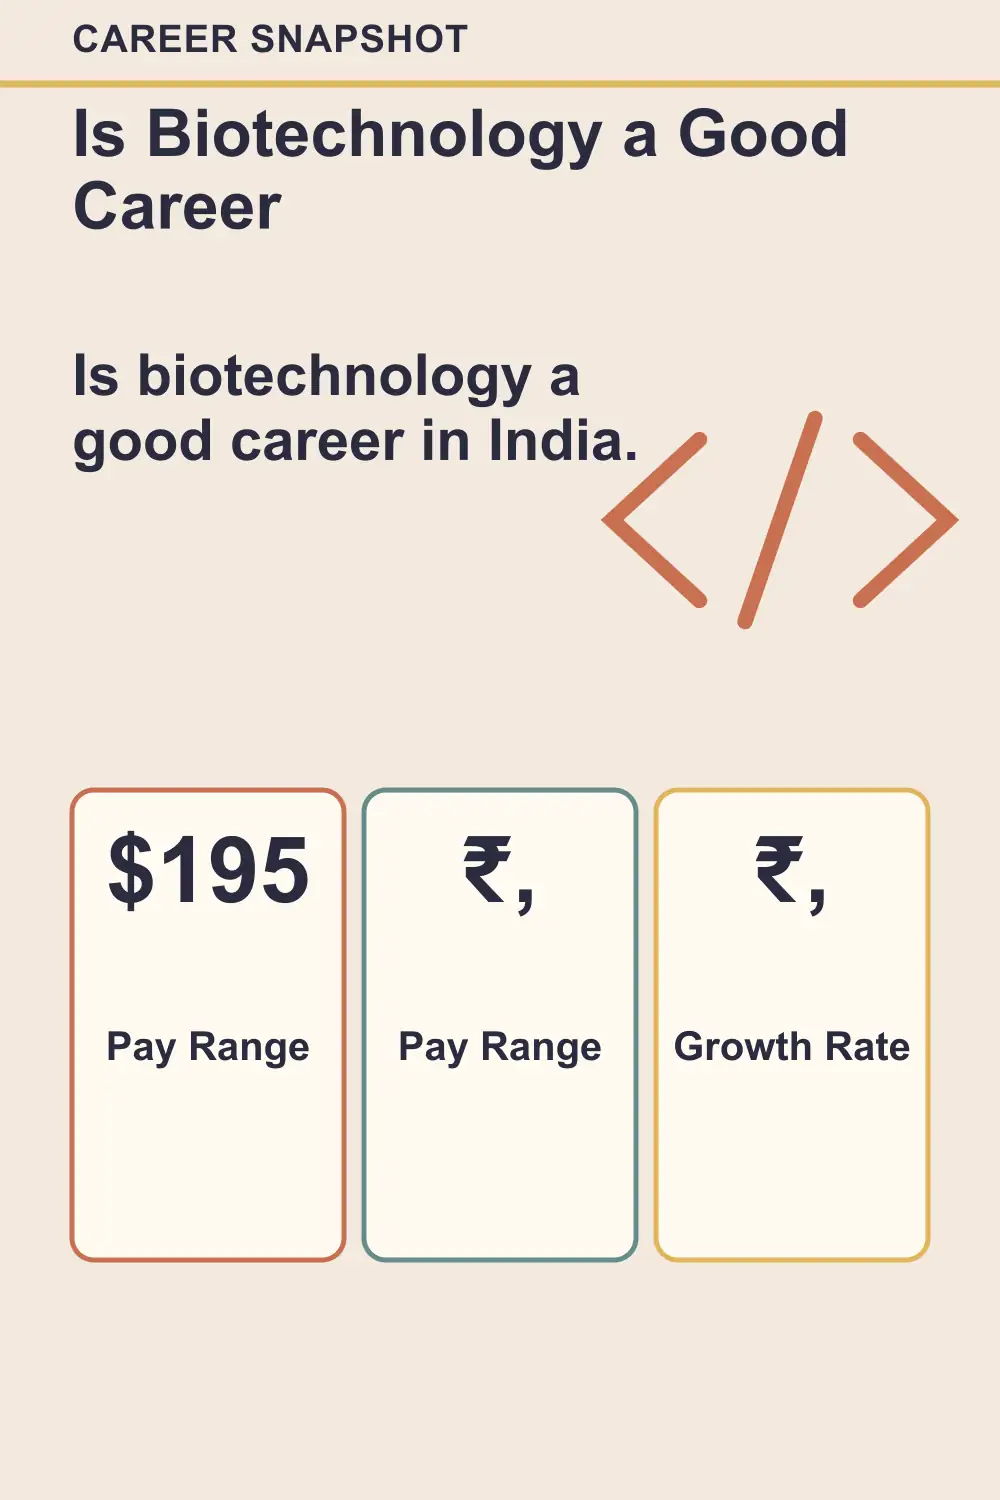 CAREER SNAPSHOT
Is Biotechnology a Good
Career
Is biotechnology a
good career in India.
</>
$195
₹,
₹,
Pay Range
Pay Range
Growth Rate